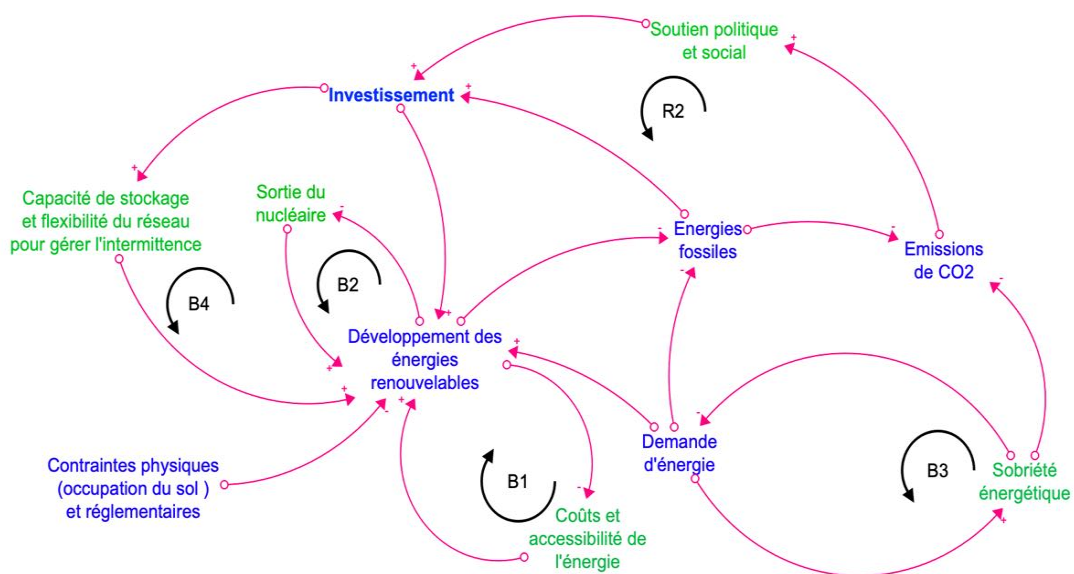 Soutien politique
et social
Investissement
R2
Capacité de stockage
et flexibilité du réseau
pour gérer l'intermittence
Sortie du
nucléaire
B4
B2
Energies
fossiles
Emissions
de CO2
Développement des
énergies
renouvelables
Contraintes physiques
(occupation du sol )
et réglementaires
Demande
d'énergie
B1
B3
Sobriété
énergétique
Coûts et
accessibilité de
l'énergie